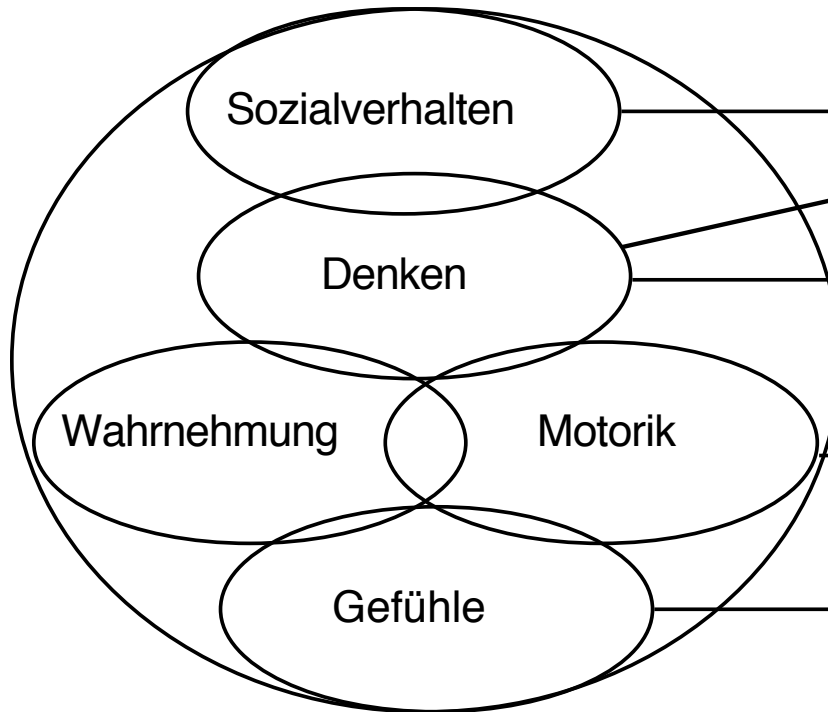 Sozialverhalten
Denken
Wahrnehmung
Motorik
Gefühle